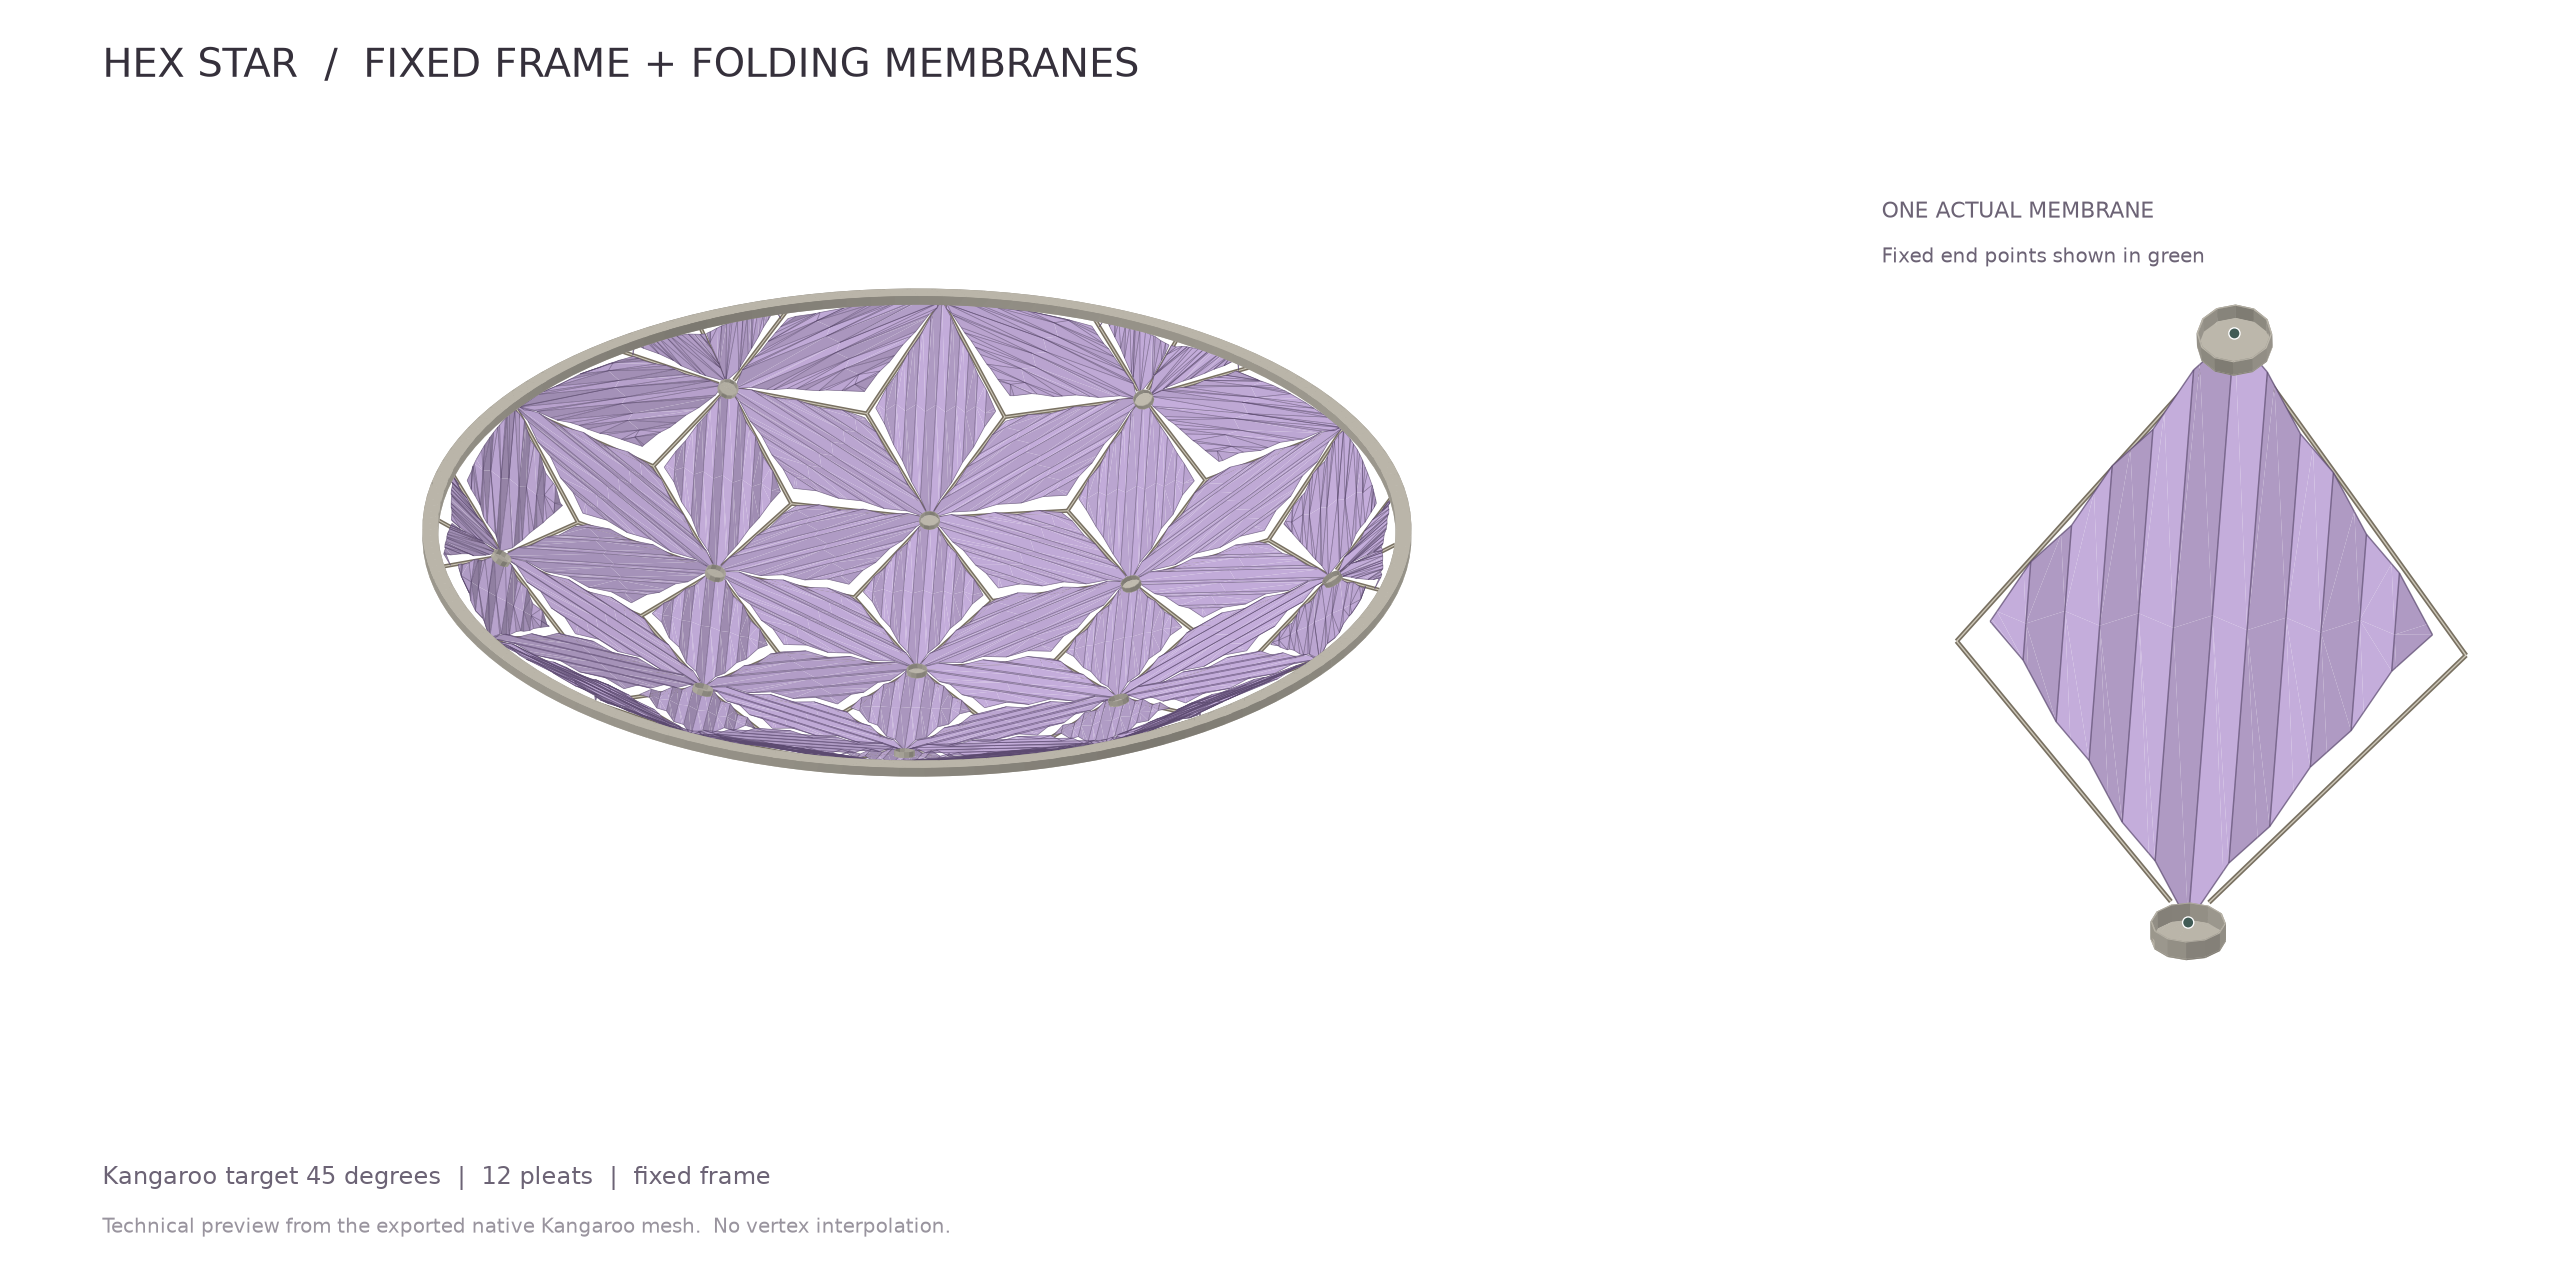 HEX STAR  /  FIXED FRAME + FOLDING MEMBRANES
ONE ACTUAL MEMBRANE
Fixed end points shown in green
Kangaroo target 45 degrees  |  12 pleats  |  fixed frame
Technical preview from the exported native Kangaroo mesh.  No vertex interpolation.